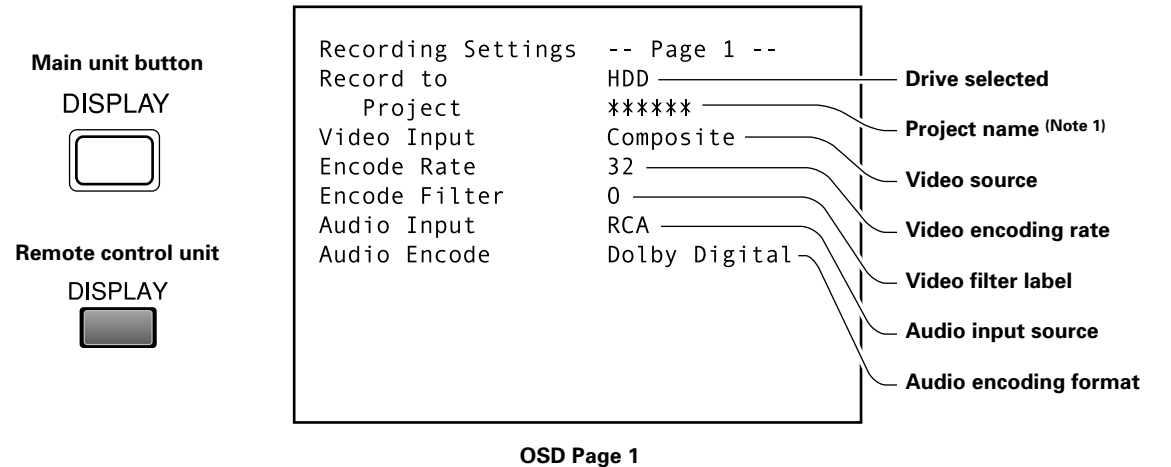 Main unit button
DISPLAY
Remote control unit
DISPLAY
Recording Settings -- Page 1 --
Record to HDD
Project ******
Video Input Composite
Encode Rate 32
Encode Filter 0
Audio Input RCA
Audio Encode Dolby Digital
Drive selected
Project name (Note 1)
Video source
Video encoding rate
Video filter label
Audio input source
Audio encoding format
OSD Page 1